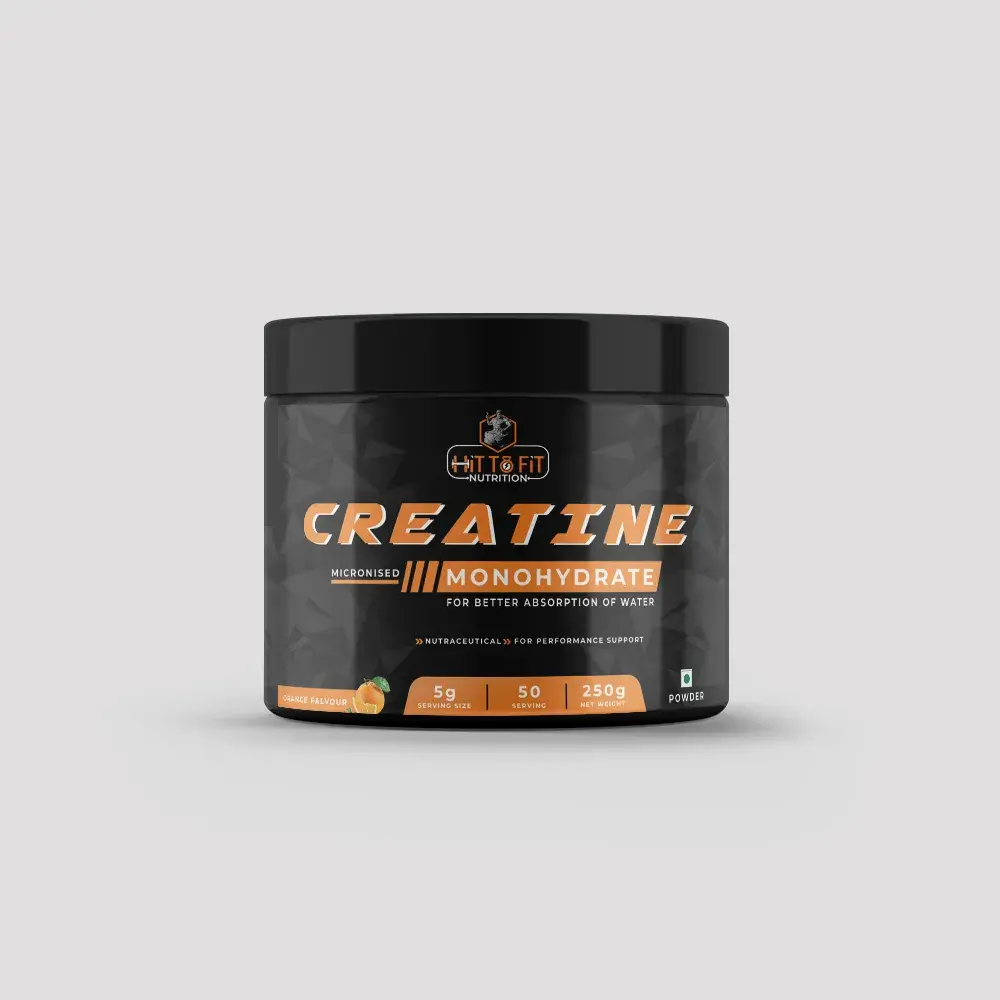 HiT To FiT
NUTRITION
CREATINE
MICRONISED
MONOHYDRATE
FOR BETTER ABSORPTION OF WATER
»NUTRACEUTICAL» FOR PERFORMANCE SUPPORT
ORANGE FALVOUR
5g
SERVING SIZE
50
SERVING
250g
NET WEIGHT
POWDER